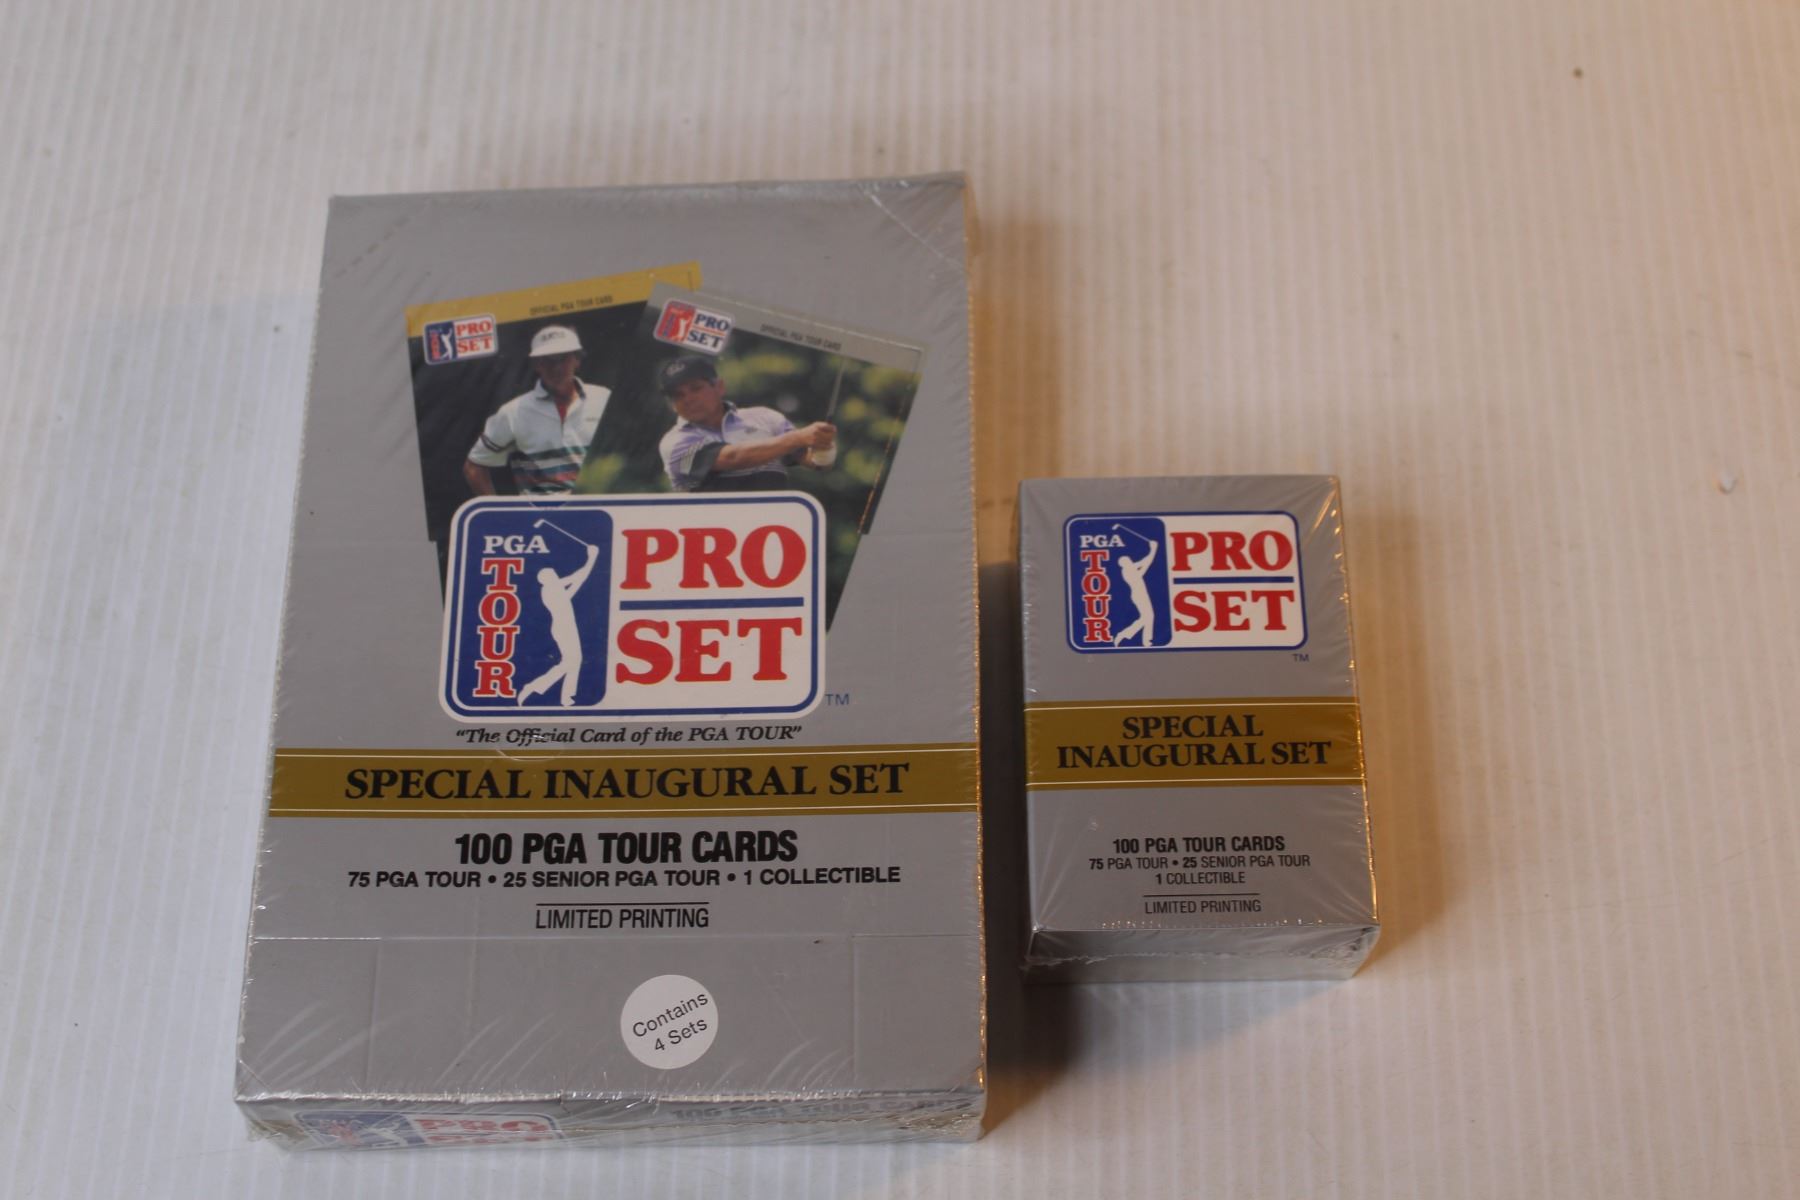 OFFICIAL PGA TOUR CARD
PRO
SET
OFFICIAL PGA TOUR CARD
PRO
SET
PGA
TOUR
PRO
SET
TM
"The Official Card of the PGA TOUR"
SPECIAL INAUGURAL SET
100 PGA TOUR CARDS
75 PGA TOUR • 25 SENIOR PGA TOUR • 1 COLLECTIBLE
LIMITED PRINTING
Contains
4 Sets
PRO
100 PGA TOUR CARDS
PGA
TOUR
PRO
SET
TM
SPECIAL
INAUGURAL SET
100 PGA TOUR CARDS
75 PGA TOUR • 25 SENIOR PGA TOUR
1 COLLECTIBLE
LIMITED PRINTING